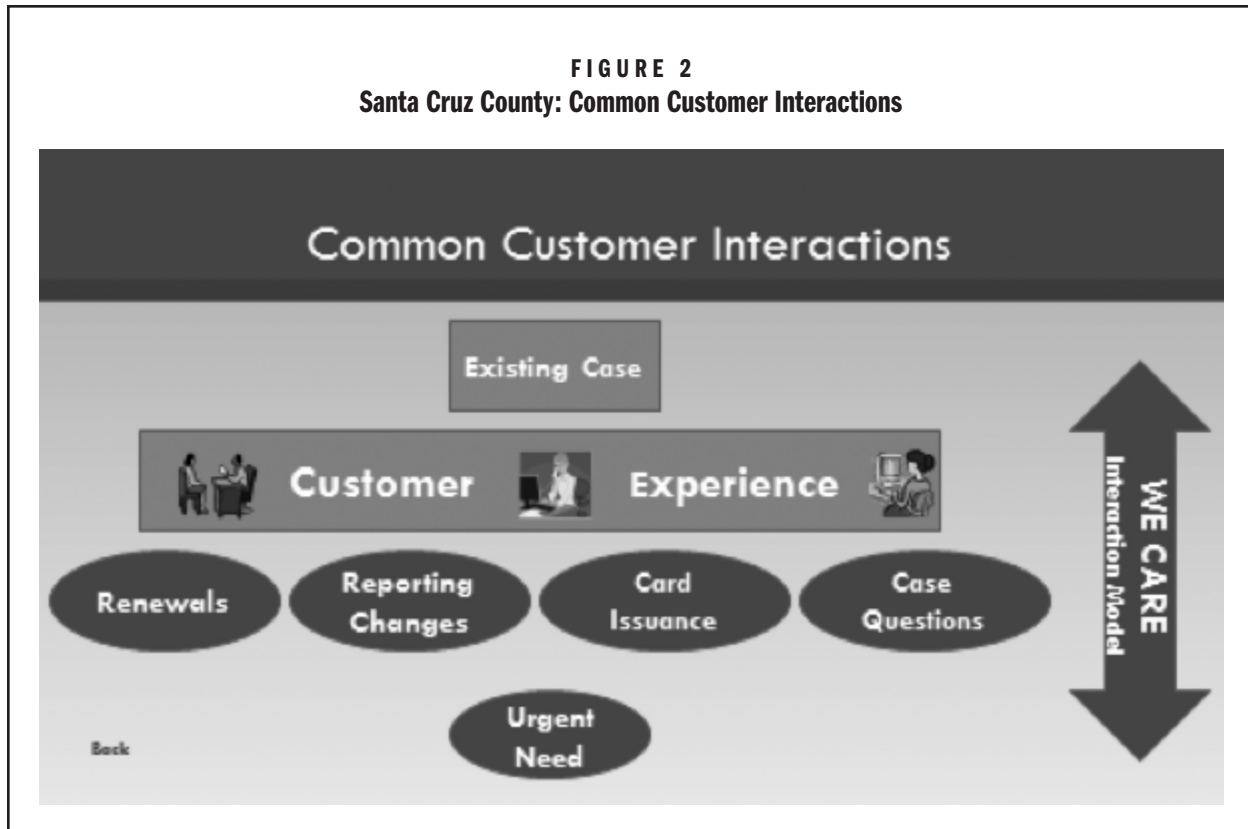 FIGURE 2
Santa Cruz County: Common Customer Interactions
Common Customer Interactions
Existing Case
Customer Experience
Renewals
Reporting
Changes
Card
Issuance
Case
Questions
Urgent
Need
Back
WE CARE
Interaction Model